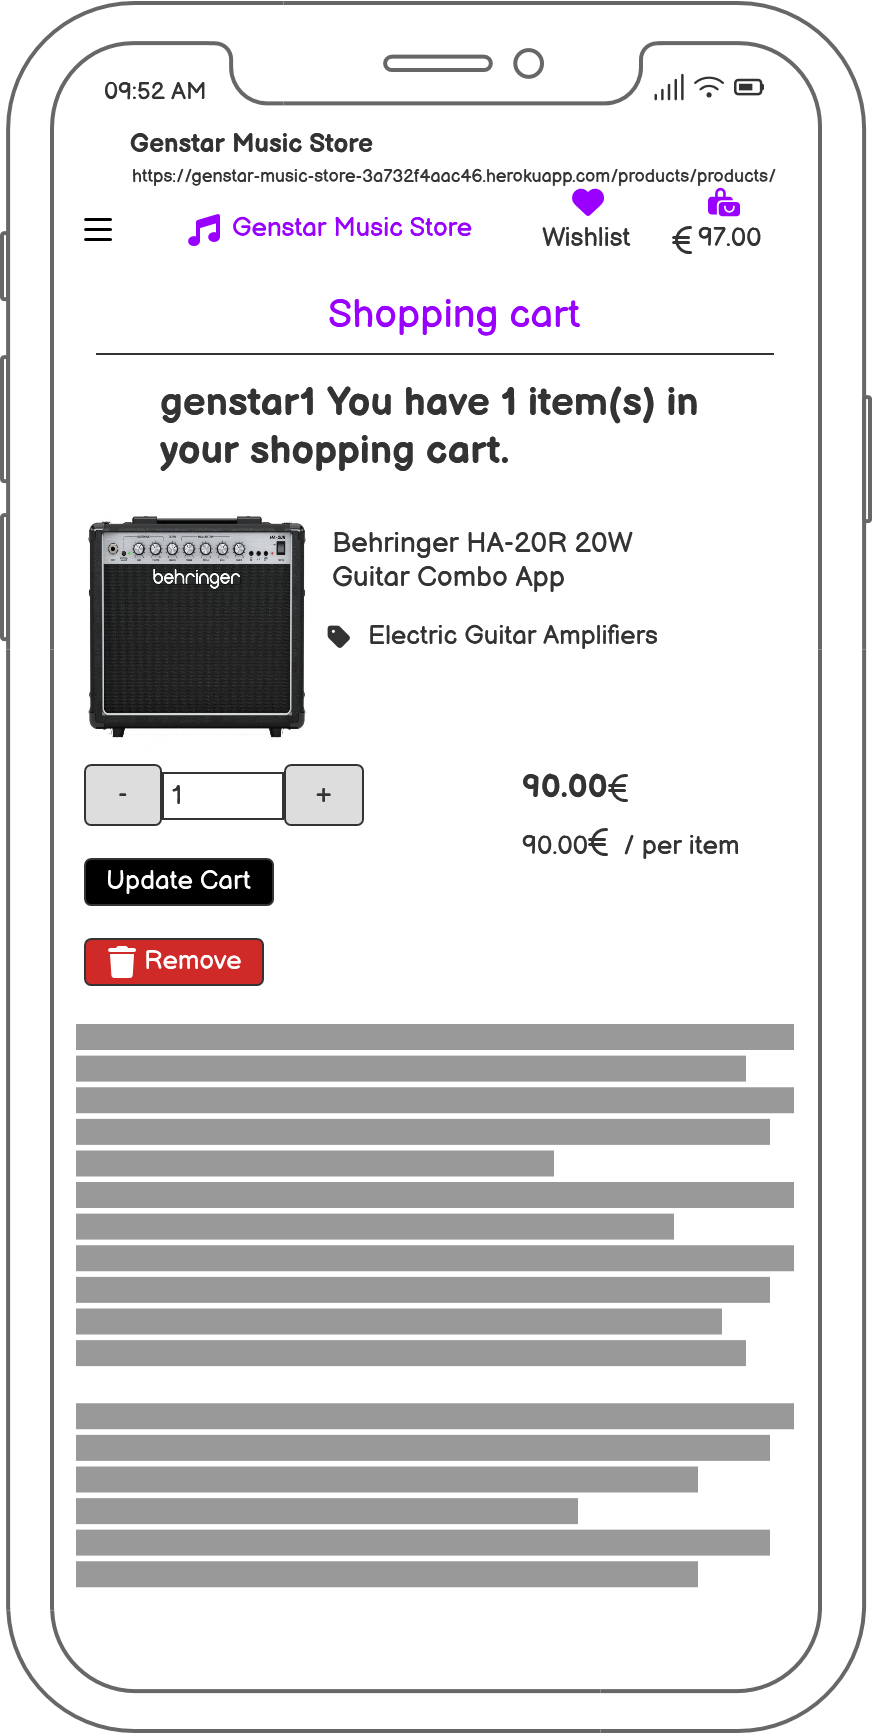 09:52 AM
Genstar Music Store
https://genstar-music-store-3a732f4aac46.herokuapp.com/products/products/
Genstar Music Store
Wishlist
€ 97.00
Shopping cart
genstar1 You have 1 item(s) in
your shopping cart.
behringer
Behringer HA-20R 20W
Guitar Combo App
Electric Guitar Amplifiers
- 1 +
90.00€
90.00€ / per item
Update Cart
Remove